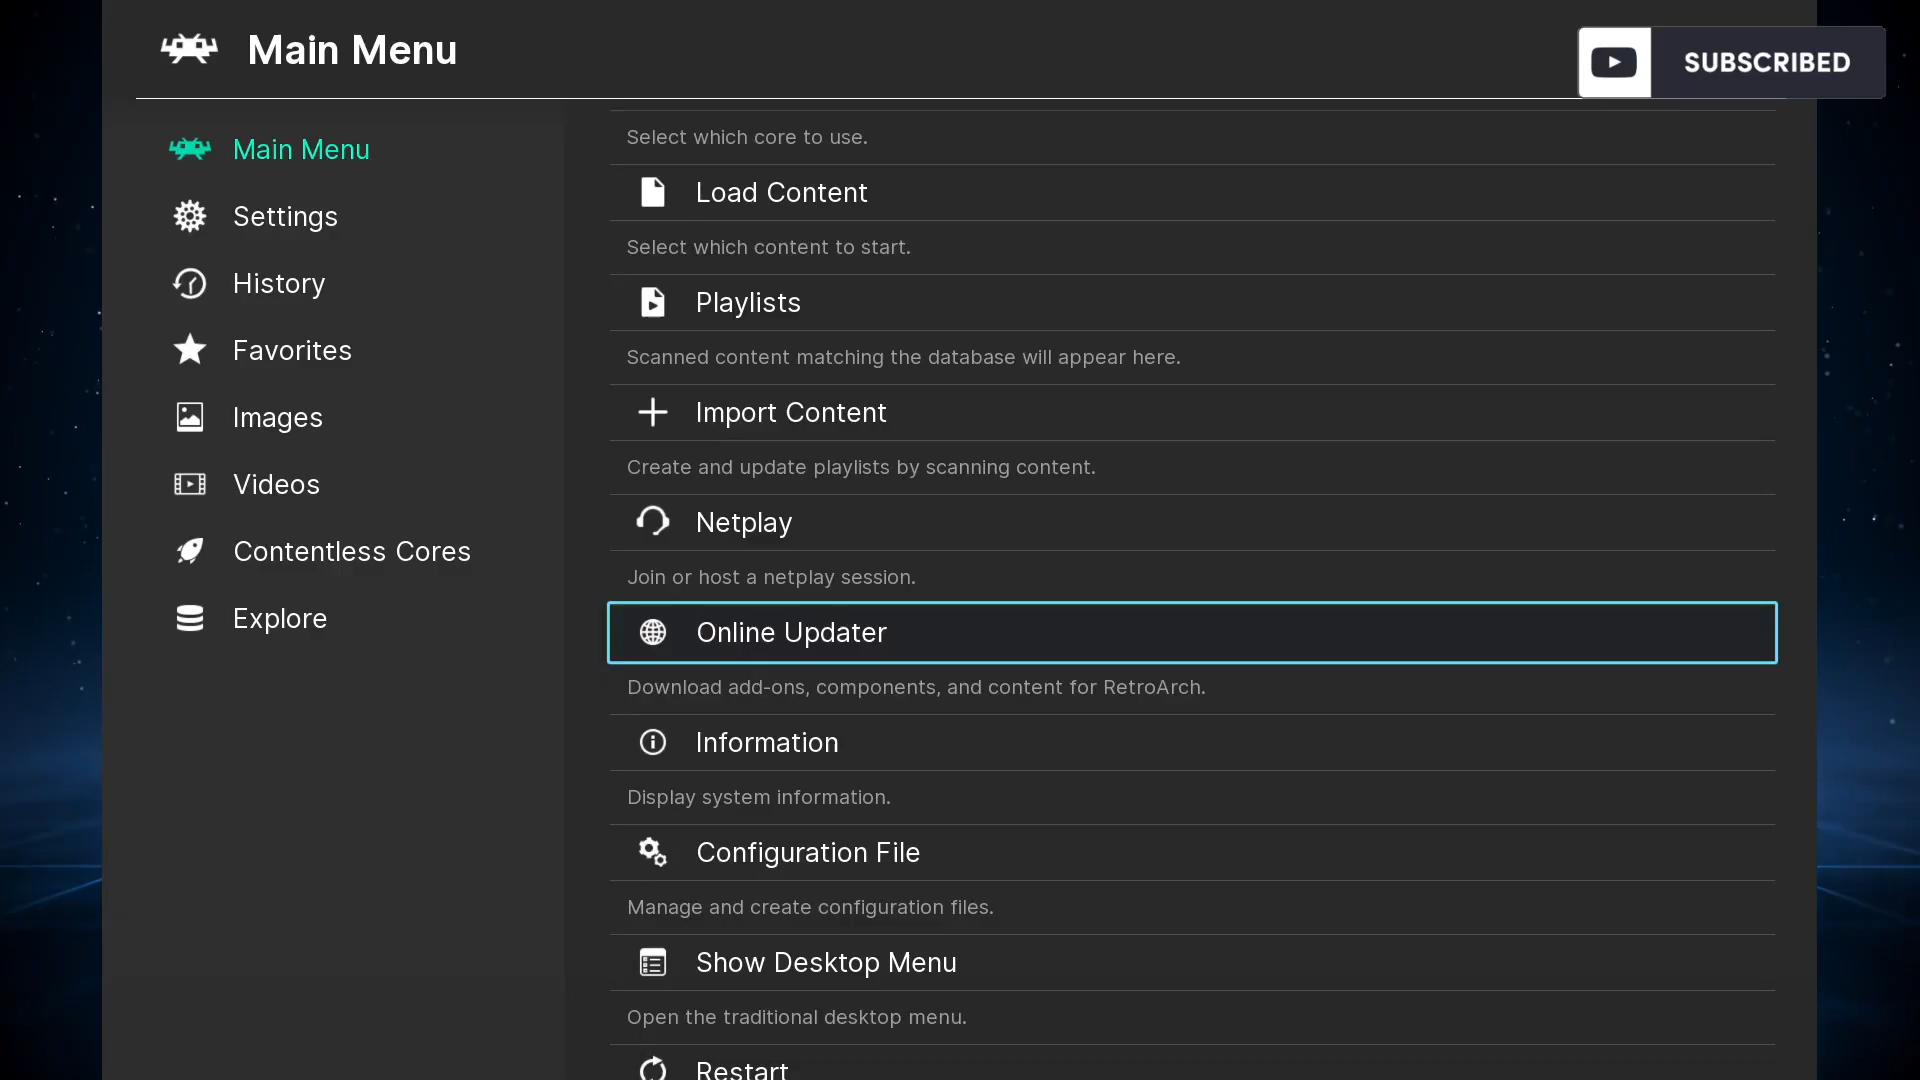 Main Menu
SUBSCRIBED
Main Menu
Settings
History
Favorites
Images
Videos
Contentless Cores
Explore
Select which core to use.
Load Content
Select which content to start.
Playlists
Scanned content matching the database will appear here.
Import Content
Create and update playlists by scanning content.
Netplay
Join or host a netplay session.
Online Updater
Download add-ons, components, and content for RetroArch.
Information
Display system information.
Configuration File
Manage and create configuration files.
Show Desktop Menu
Open the traditional desktop menu.
Restart